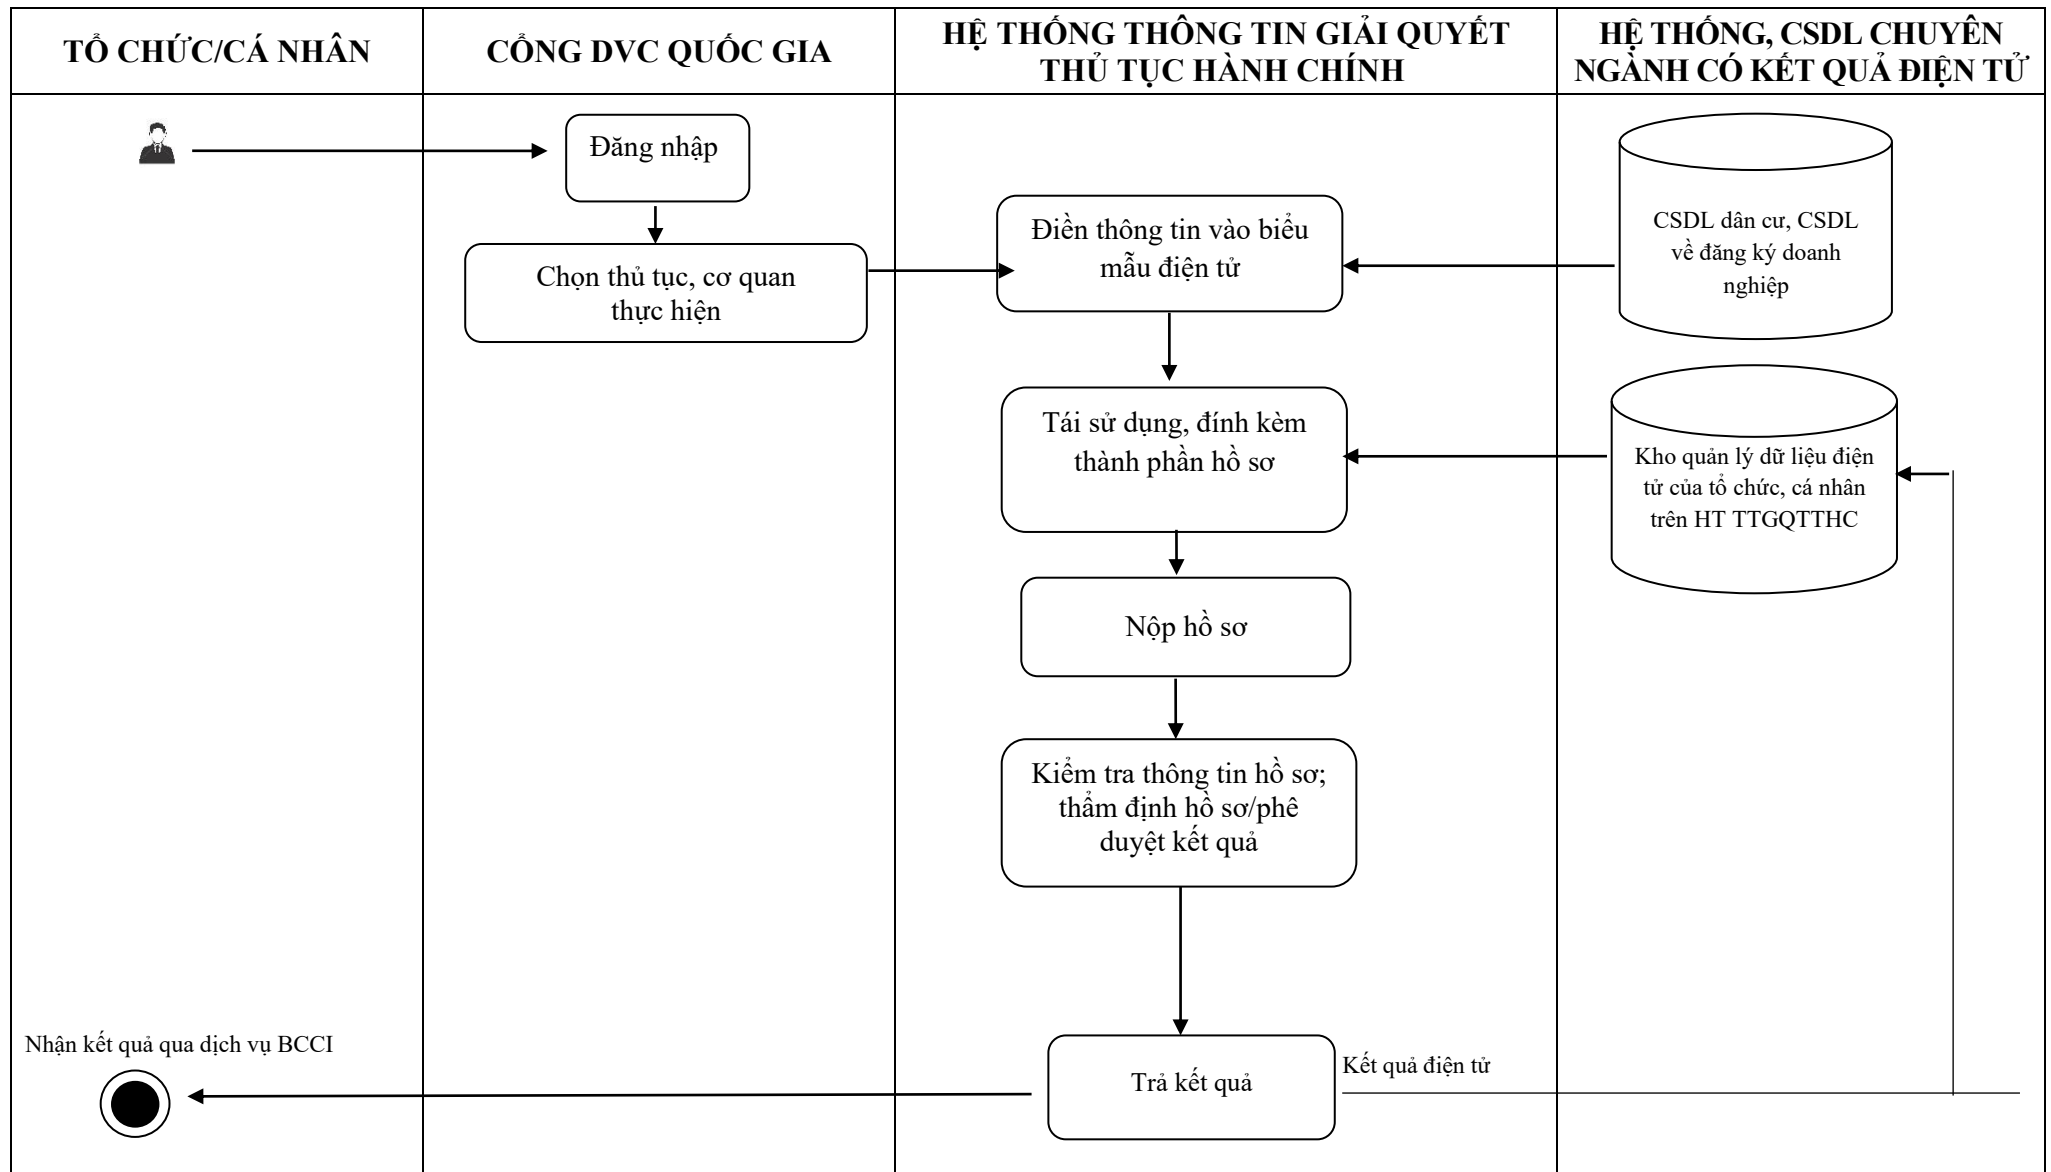 TỔ CHỨC/CÁ NHÂN
CỔNG DVC QUỐC GIA
HỆ THỐNG THÔNG TIN GIẢI QUYẾT
THỦ TỤC HÀNH CHÍNH
HỆ THỐNG, CSDL CHUYÊN
NGÀNH CÓ KẾT QUẢ ĐIỆN TỬ
Đăng nhập
Chọn thủ tục, cơ quan
thực hiện
Điền thông tin vào biểu
mẫu điện tử
CSDL dân cư, CSDL
về đăng ký doanh
nghiệp
Tái sử dụng, đính kèm
thành phần hồ sơ
Kho quản lý dữ liệu điện
tử của tổ chức, cá nhân
trên HT TTGQTTHC
Nộp hồ sơ
Kiểm tra thông tin hồ sơ;
thẩm định hồ sơ/phê
duyệt kết quả
Nhận kết quả qua dịch vụ BCCI
Trả kết quả
Kết quả điện tử